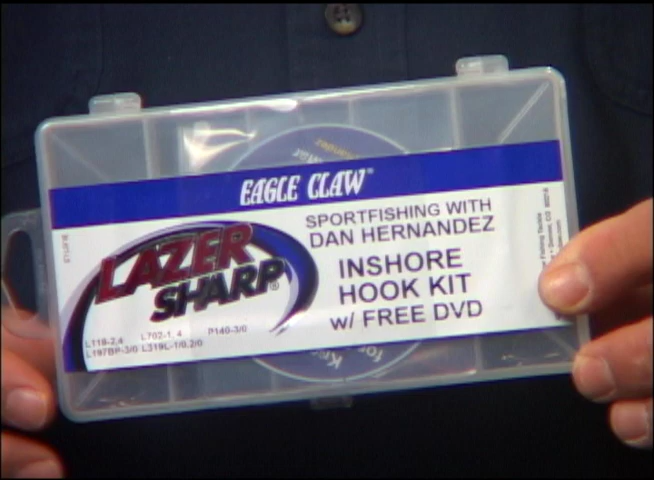 EAGLE CLAW®
LAZER
SHARP®
SPORTFISHING WITH
DAN HERNANDEZ
INSHORE
HOOK KIT
w/ FREE DVD
L118-2,4 L702-1, 4 P140-3/0
L197BP-3/0 L319L-1/0,2/0